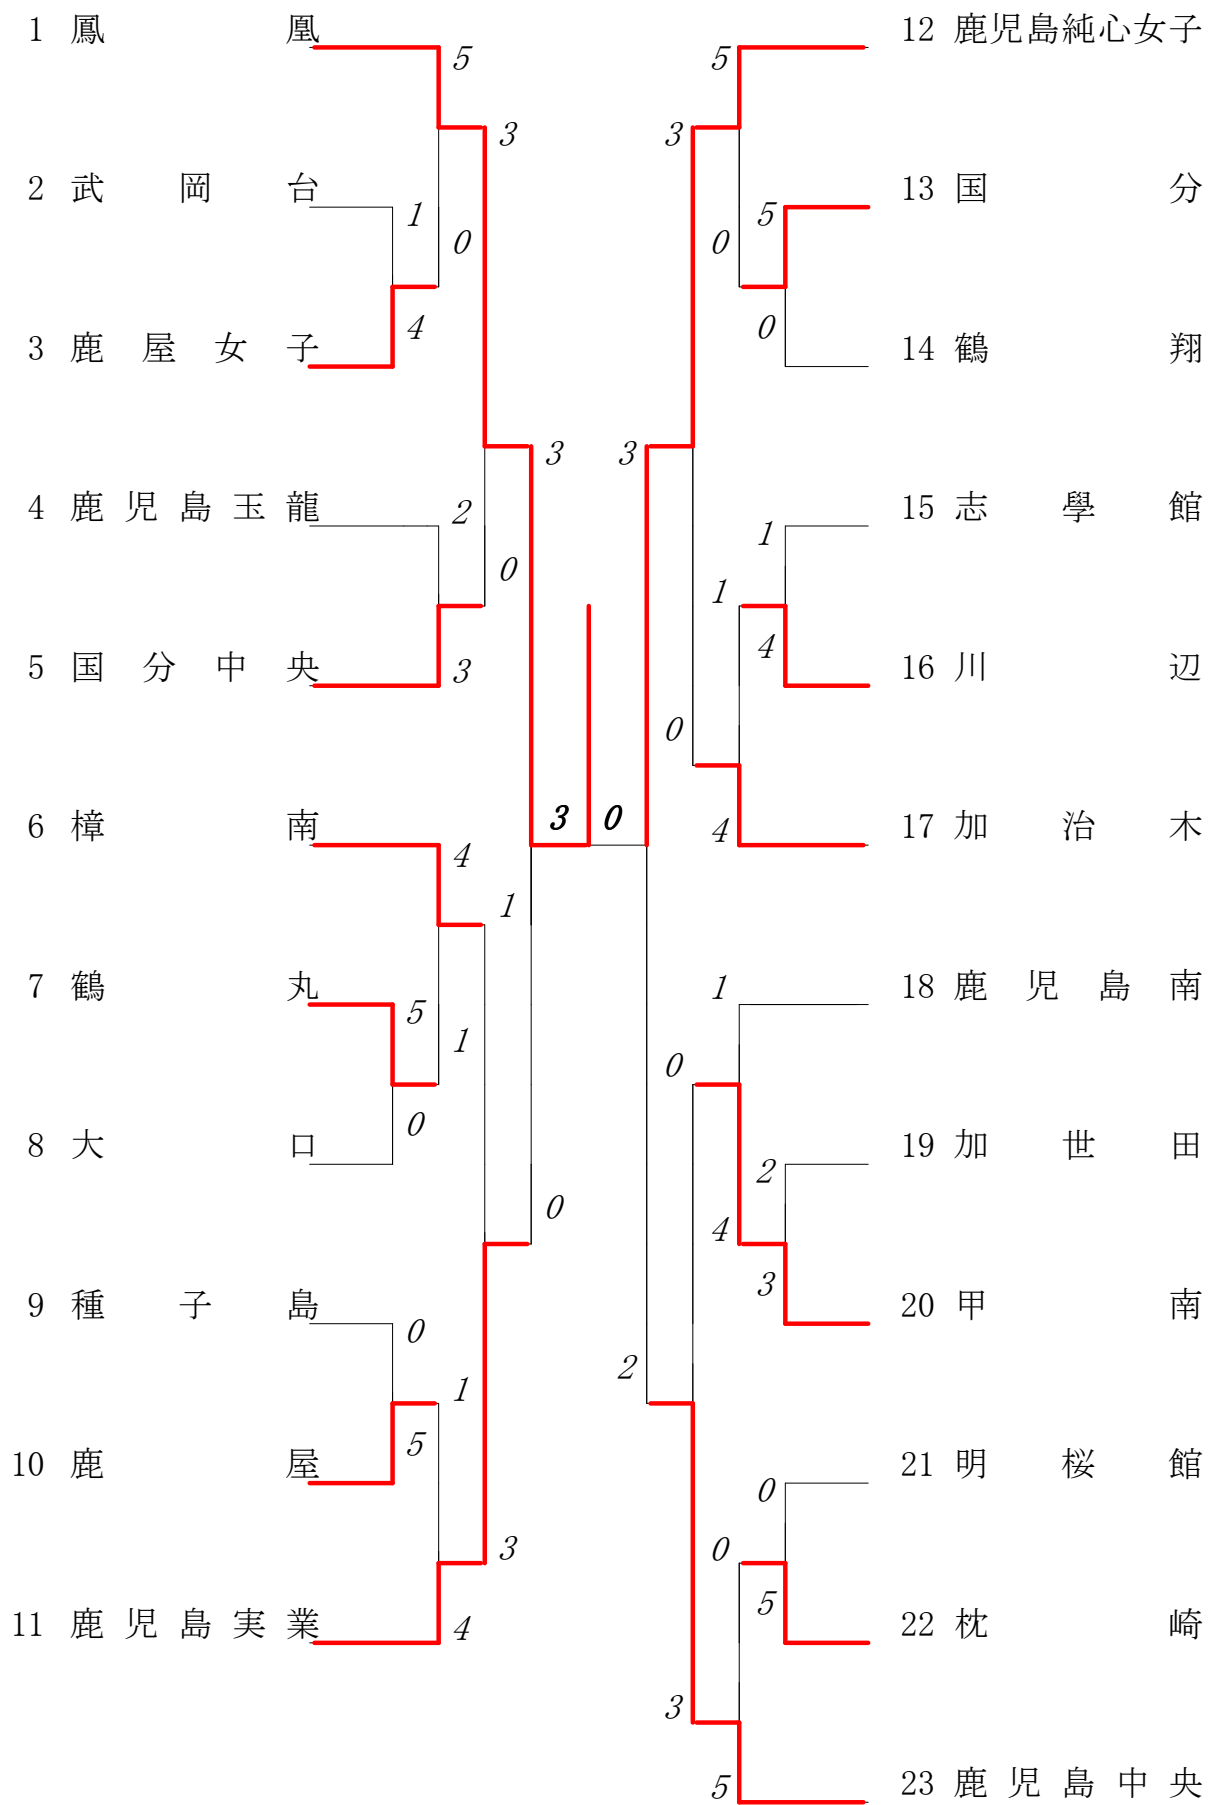 1 鳳凰
5
3
2 武岡台
1
0
3 鹿屋女子
4
3
4 鹿児島玉龍
2
0
5 国分中央
3
6 樟南
4
1
7 鶴丸
5
1
8 大口
0
0
9 種子島
0
1
10 鹿屋
5
3
11 鹿児島実業
4
3 0
12 鹿児島純心女子
5
3
13 国分
5
0
14 鶴翔
0
3
15 志學館
1
1
16 川辺
4
0
17 加治木
4
18 鹿児島南
1
0
19 加世田
2
4
20 甲南
3
2
21 明桜館
0
0
22 枕崎
5
3
23 鹿児島中央
5